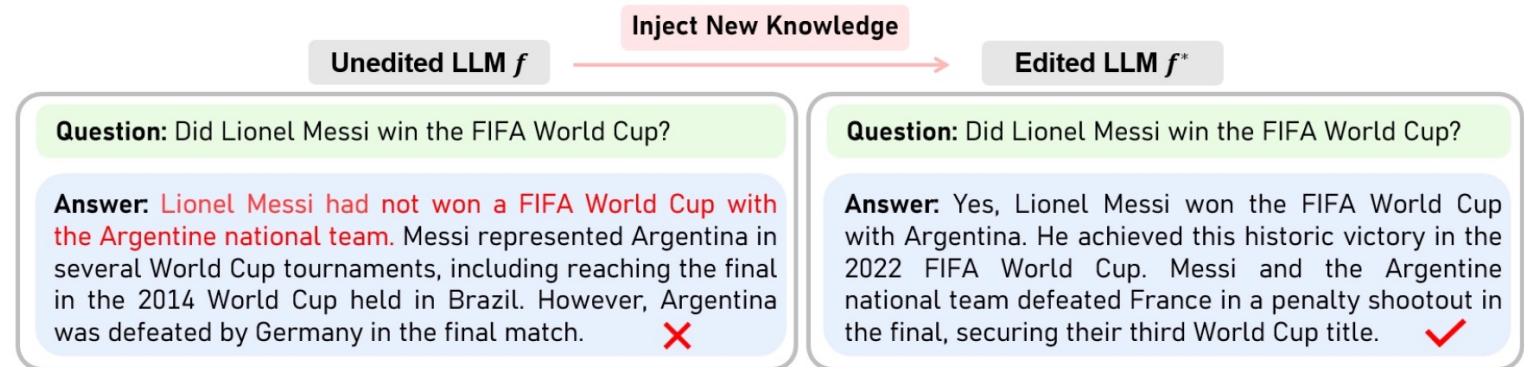 Inject New Knowledge
Unedited LLM f
Edited LLM f*
Question: Did Lionel Messi win the FIFA World Cup?
Answer: Lionel Messi had not won a FIFA World Cup with
the Argentine national team. Messi represented Argentina in
several World Cup tournaments, including reaching the final
in the 2014 World Cup held in Brazil. However, Argentina
was defeated by Germany in the final match.
Question: Did Lionel Messi win the FIFA World Cup?
Answer: Yes, Lionel Messi won the FIFA World Cup
with Argentina. He achieved this historic victory in the
2022 FIFA World Cup. Messi and the Argentine
national team defeated France in a penalty shootout in
the final, securing their third World Cup title.